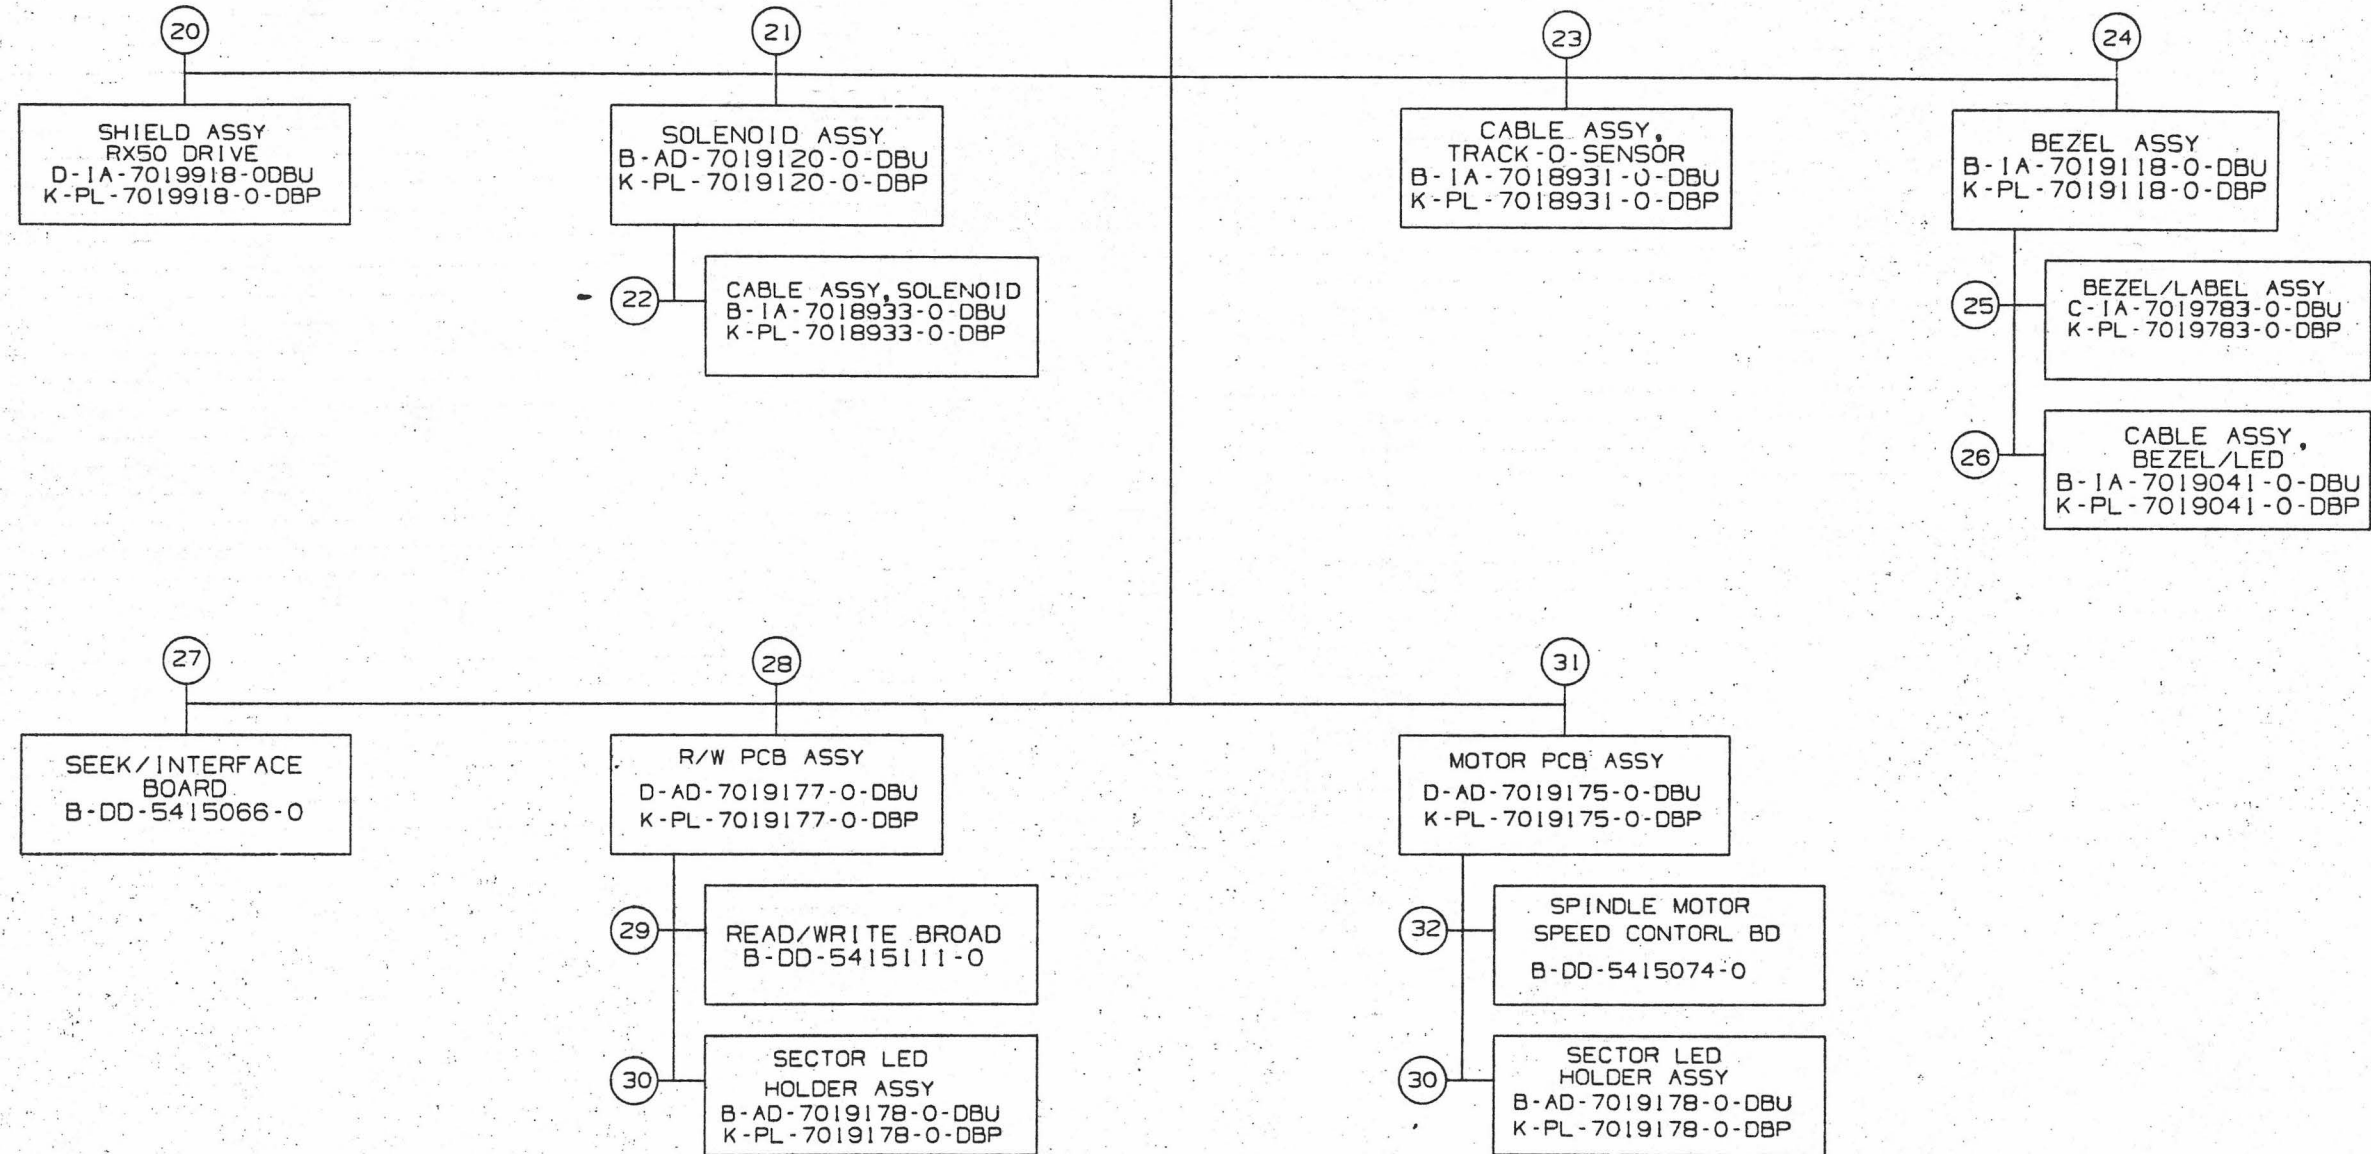 20
SHIELD ASSY
RX50 DRIVE
D-IA-7019918-0DBU
K-PL-7019918-0-DBP
21
SOLENOID ASSY
B-AD-7019120-0-DBU
K-PL-7019120-0-DBP
22
CABLE ASSY, SOLENOID
B-IA-7018933-0-DBU
K-PL-7018933-0-DBP
23
CABLE ASSY,
TRACK-0-SENSOR
B-IA-7018931-0-DBU
K-PL-7018931-0-DBP
24
BEZEL ASSY
B-IA-7019118-0-DBU
K-PL-7019118-0-DBP
25
BEZEL/LABEL ASSY
C-IA-7019783-0-DBU
K-PL-7019783-0-DBP
26
CABLE ASSY,
BEZEL/LED
B-IA-7019041-0-DBU
K-PL-7019041-0-DBP
27
SEEK/INTERFACE
BOARD
B-DD-5415066-0
28
R/W PCB ASSY
D-AD-7019177-0-DBU
K-PL-7019177-0-DBP
29
READ/WRITE BROAD
B-DD-5415111-0
30
SECTOR LED
HOLDER ASSY
B-AD-7019178-0-DBU
K-PL-7019178-0-DBP
31
MOTOR PCB ASSY
D-AD-7019175-0-DBU
K-PL-7019175-0-DBP
32
SPINDLE MOTOR
SPEED CONTORL BD
B-DD-5415074-0
30
SECTOR LED
HOLDER ASSY
B-AD-7019178-0-DBU
K-PL-7019178-0-DBP